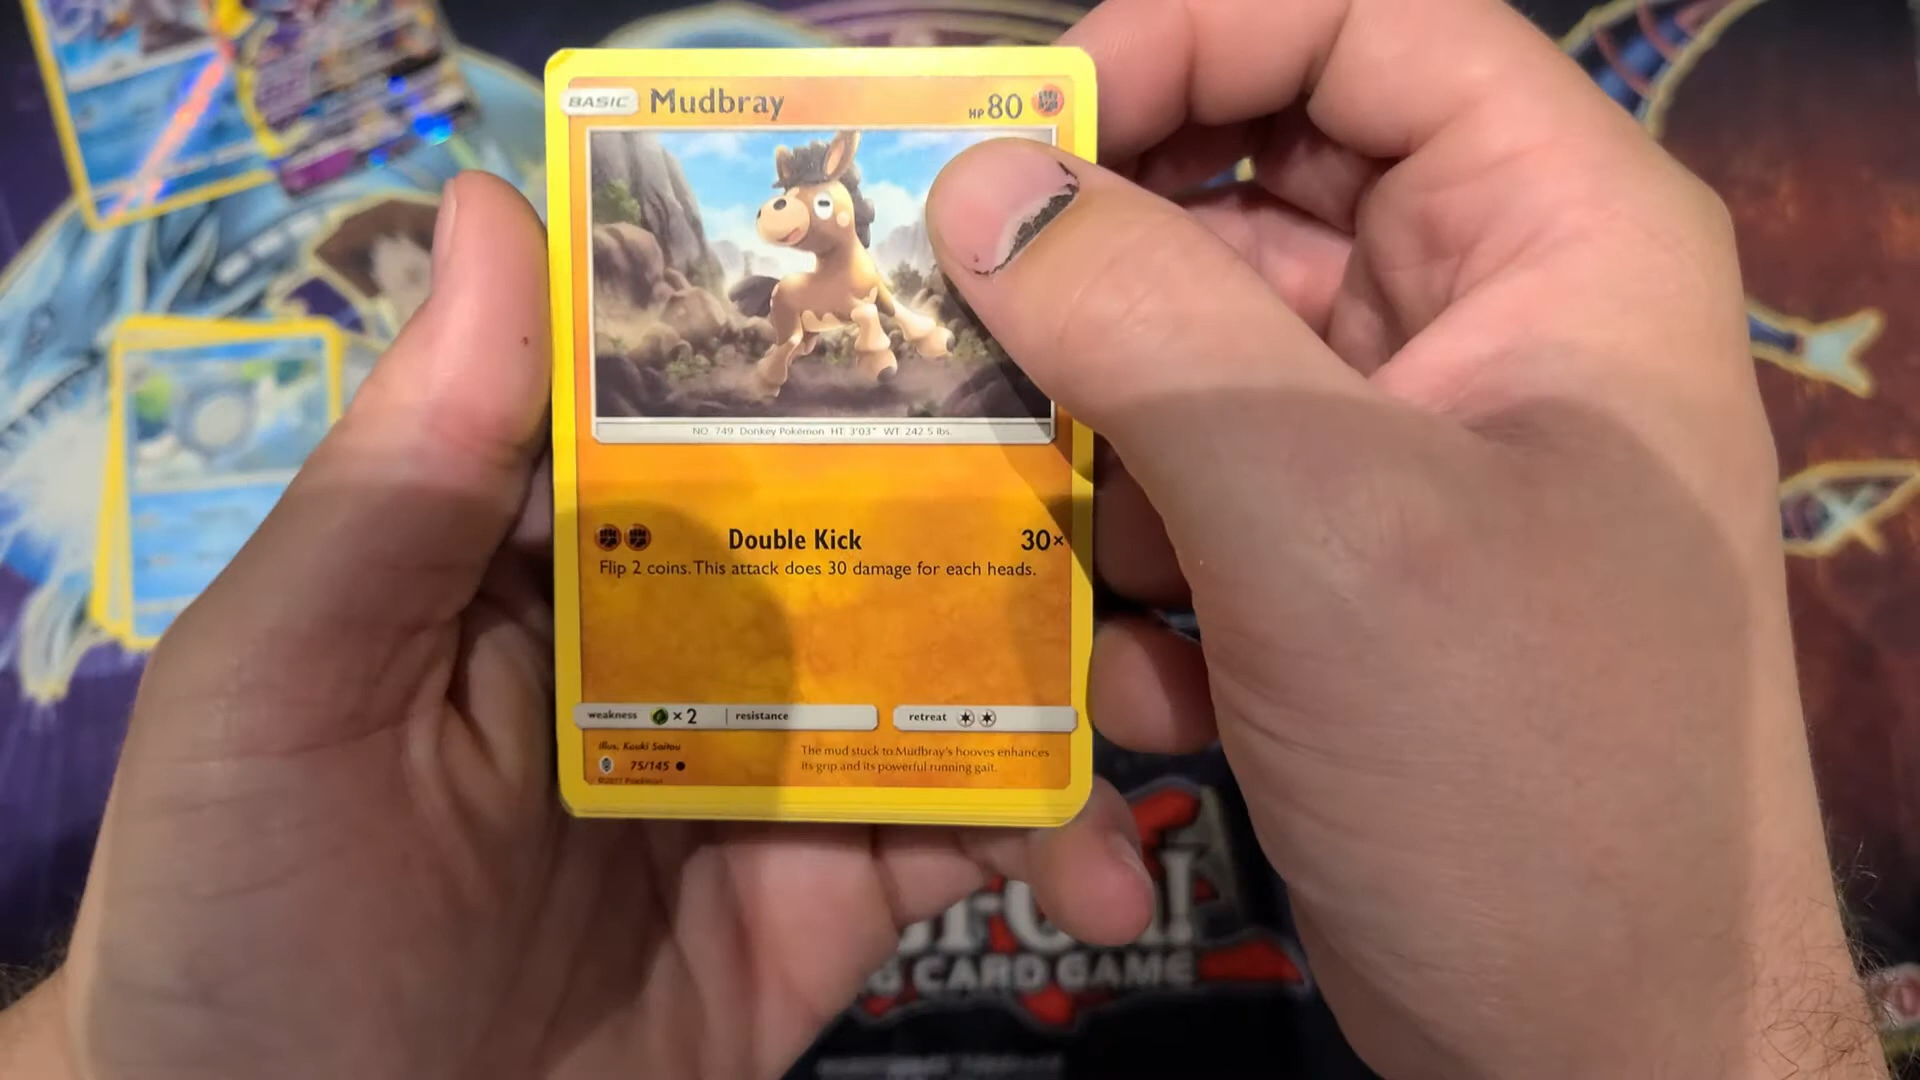 BASIC Mudbray HP 80
NO. 749 Donkey Pokémon HT: 3'03" WT: 242.5 lbs.
Double Kick 30×
Flip 2 coins. This attack does 30 damage for each heads.
weakness × 2 resistance retreat
Illus. Kouki Saitou
The mud stuck to Mudbray's hooves enhances
its grip and its powerful running gait.
75/145
©2017 Pokémon
CARD GAME